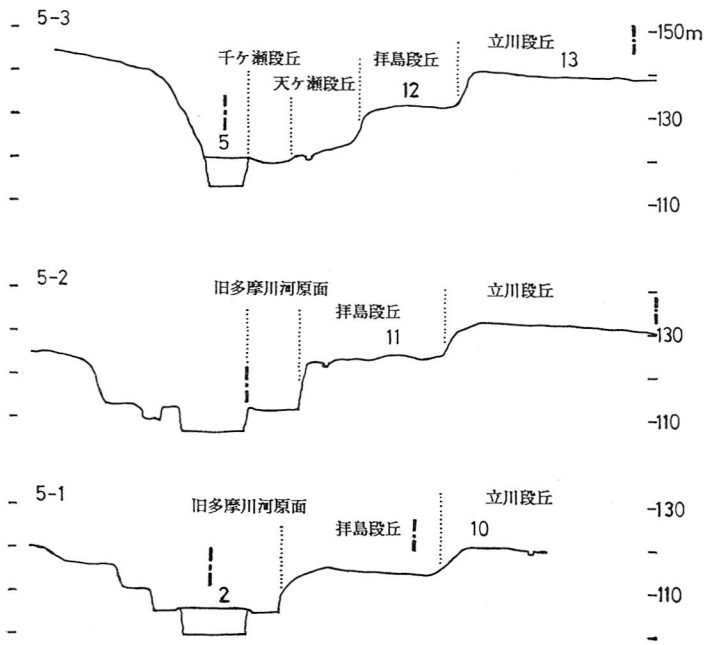 5-3
-150m
立川段丘
千ケ瀬段丘
拝島段丘
13
天ケ瀬段丘
12
-130
5
-110
5-2
旧多摩川河原面
立川段丘
拝島段丘
-130
11
-110
5-1
立川段丘
旧多摩川河原面
-130
拝島段丘
10
2
-110